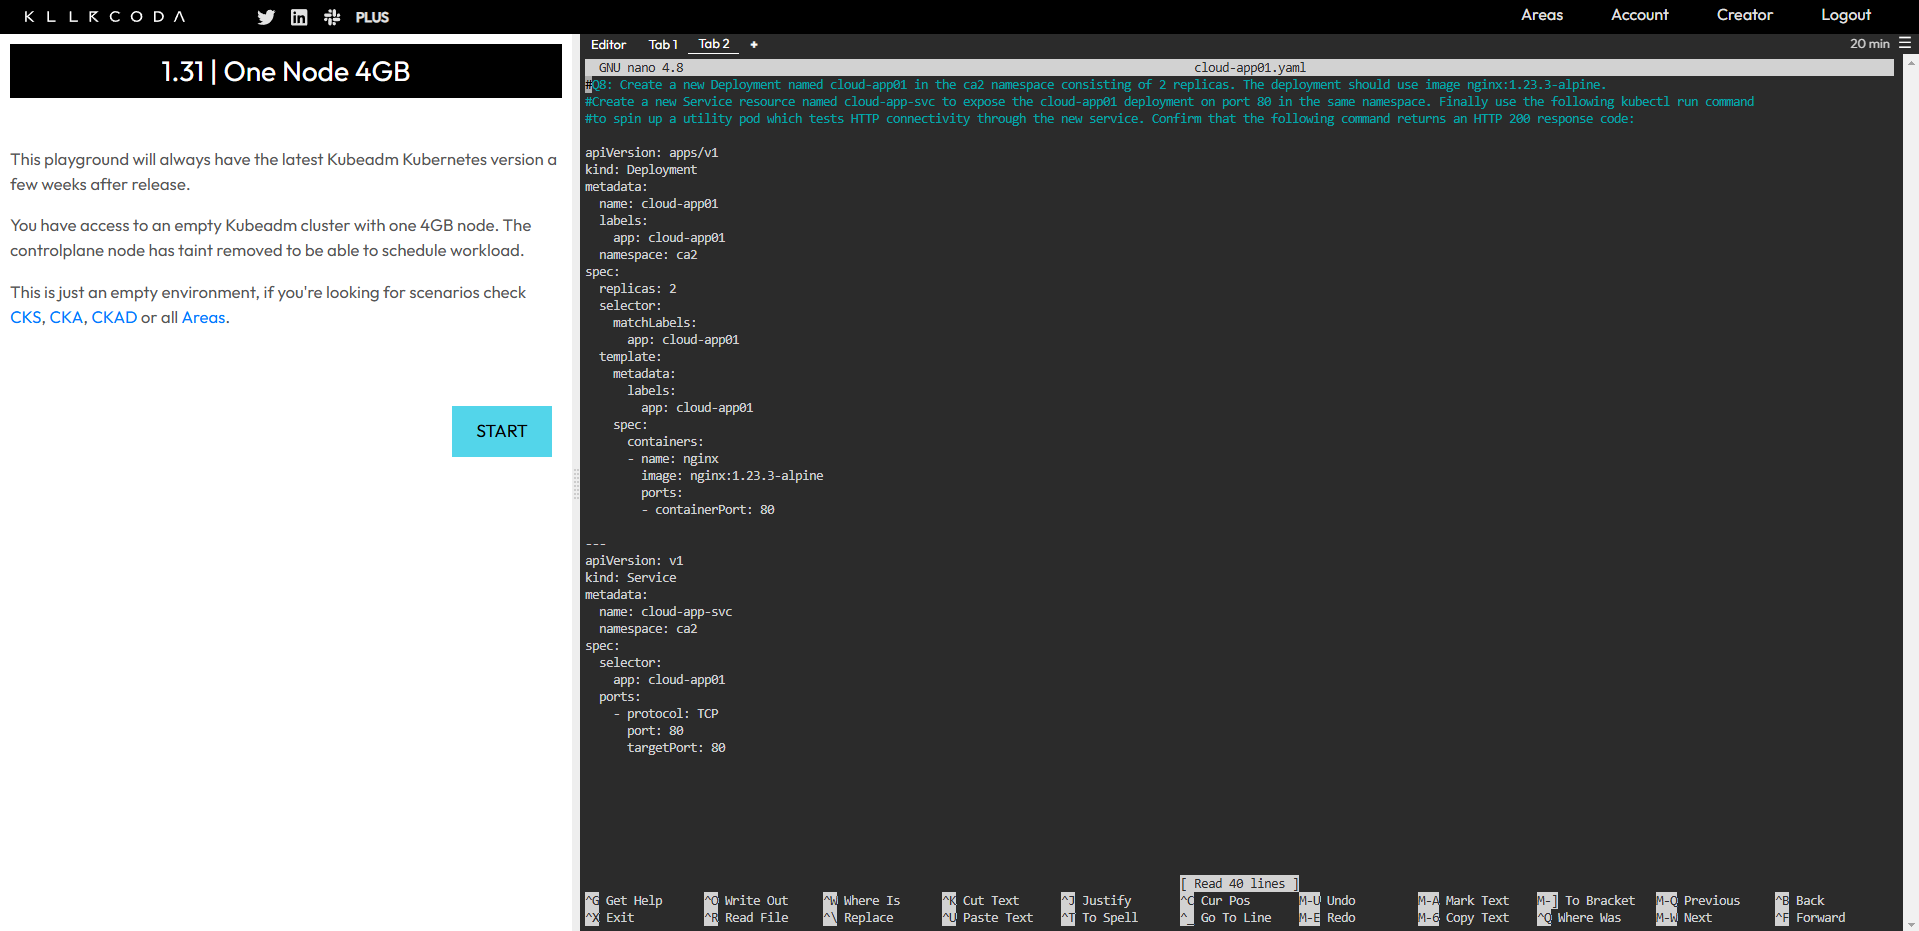 KLLRCODA
PLUS
Areas
Account
Creator
Logout
1.31 | One Node 4GB
This playground will always have the latest Kubeadm Kubernetes version a
few weeks after release.
You have access to an empty Kubeadm cluster with one 4GB node. The
controlplane node has taint removed to be able to schedule workload.
This is just an empty environment, if you're looking for scenarios check
CKS, CKA, CKAD or all Areas.
START
Editor Tab 1 Tab 2 +
20 min
GNU nano 4.8 cloud-app01.yaml
#Q8: Create a new Deployment named cloud-app01 in the ca2 namespace consisting of 2 replicas. The deployment should use image nginx:1.23.3-alpine.
#Create a new Service resource named cloud-app-svc to expose the cloud-app01 deployment on port 80 in the same namespace. Finally use the following kubectl run command
#to spin up a utility pod which tests HTTP connectivity through the new service. Confirm that the following command returns an HTTP 200 response code:
apiVersion: apps/v1
kind: Deployment
metadata:
  name: cloud-app01
  labels:
    app: cloud-app01
  namespace: ca2
spec:
  replicas: 2
  selector:
    matchLabels:
      app: cloud-app01
  template:
    metadata:
      labels:
        app: cloud-app01
    spec:
      containers:
      - name: nginx
        image: nginx:1.23.3-alpine
        ports:
        - containerPort: 80
---
apiVersion: v1
kind: Service
metadata:
  name: cloud-app-svc
  namespace: ca2
spec:
  selector:
    app: cloud-app01
  ports:
    - protocol: TCP
      port: 80
      targetPort: 80
[ Read 40 lines ]
^G Get Help ^O Write Out ^W Where Is ^K Cut Text ^J Justify ^C Cur Pos M-U Undo M-A Mark Text M-] To Bracket M-Q Previous ^B Back
^X Exit ^R Read File ^\ Replace ^U Paste Text ^T To Spell ^_ Go To Line M-E Redo M-6 Copy Text ^Q Where Was M-W Next ^F Forward